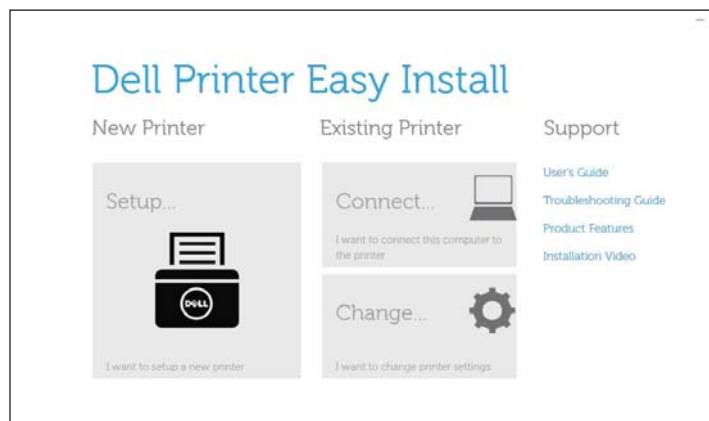 Dell Printer Easy Install
New Printer
Existing Printer
Support
Setup...
DELL
I want to setup a new printer
Connect...
I want to connect this computer to
the printer
Change...
I want to change printer settings
User's Guide
Troubleshooting Guide
Product Features
Installation Video